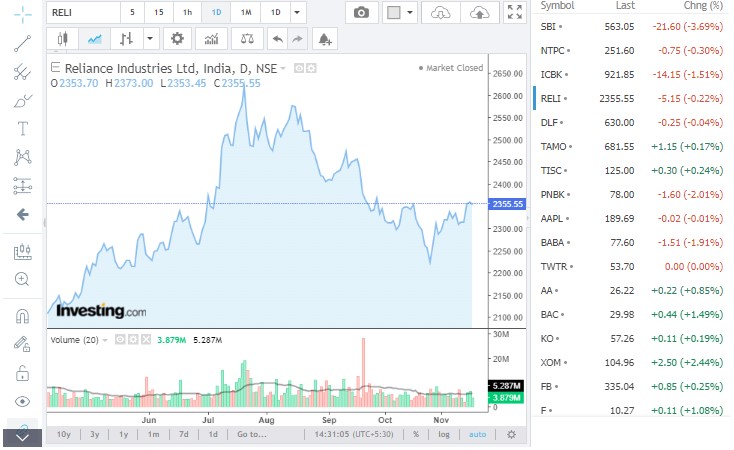 RELI 5 15 1h 1D 1M 1D
Reliance Industries Ltd, India, D, NSE
Market Closed
O 2353.70 H 2373.00 L 2353.45 C 2355.55
2650.00
2600.00
2550.00
2500.00
2450.00
2400.00
2355.55
2300.00
2250.00
2200.00
2150.00
2100.00
Investing.com
Volume (20) 3.879M 5.287M
30M
20M
5.287M
3.879M
0
Jun Jul Aug Sep Oct Nov
10y 3y 1y 1m 7d 1d Go to... 14:31:05 (UTC+5:30) % log auto
Symbol Last Chng (%)
SBI 563.05 -21.60 (-3.69%)
NTPC 251.60 -0.75 (-0.30%)
ICBK 921.85 -14.15 (-1.51%)
RELI 2355.55 -5.15 (-0.22%)
DLF 630.00 -0.25 (-0.04%)
TAMO 681.55 +1.15 (+0.17%)
TISC 125.00 +0.30 (+0.24%)
PNBK 78.00 -1.60 (-2.01%)
AAPL 189.69 -0.02 (-0.01%)
BABA 77.60 -1.51 (-1.91%)
TWTR 53.70 0.00 (0.00%)
AA 26.22 +0.22 (+0.85%)
BAC 29.98 +0.44 (+1.49%)
KO 57.26 +0.11 (+0.19%)
XOM 104.96 +2.50 (+2.44%)
FB 335.04 +0.85 (+0.25%)
F 10.27 +0.11 (+1.08%)